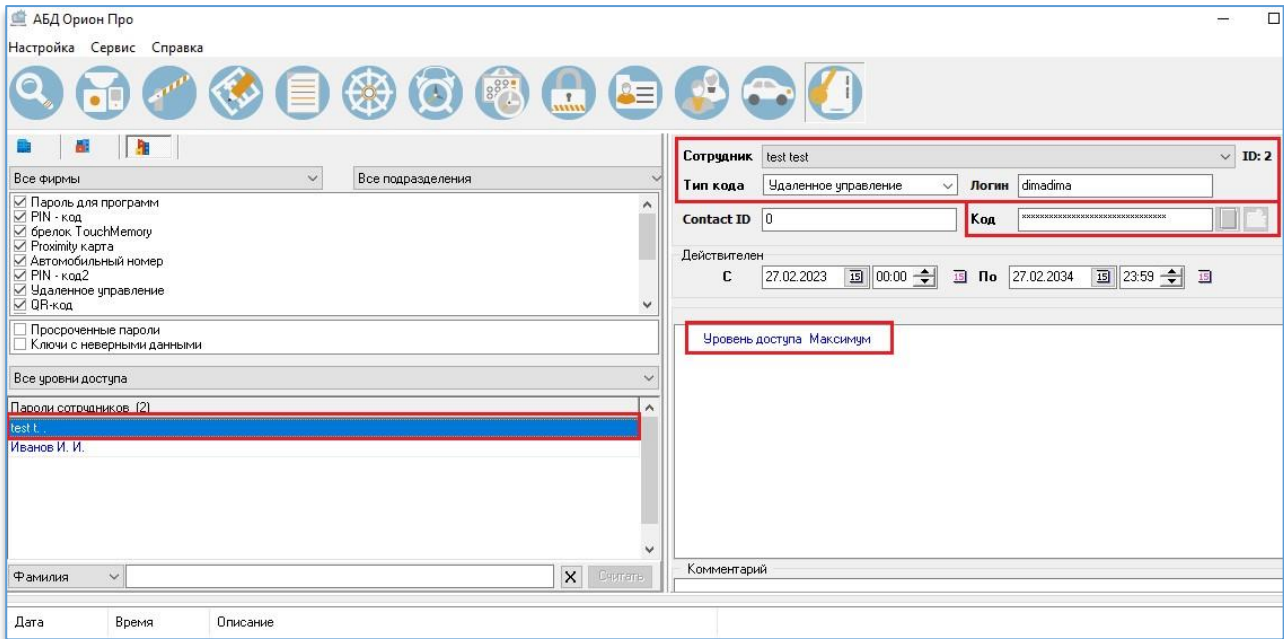 АБД Орион Про
Настройка Сервис Справка
Все фирмы
Все подразделения
Пароль для программ
PIN - код
брелок TouchMemory
Proximity карта
Автомобильный номер
PIN - код2
Удаленное управление
QR-код
Просроченные пароли
Ключи с неверными данными
Все уровни доступа
Пароли сотрудников (2)
test t. .
Иванов И. И.
Фамилия
X
Считать
Сотрудник test test ID: 2
Тип кода Удаленное управление Логин dimadima
Contact ID 0 Код ********************************
Действителен
С 27.02.2023 15 00:00 15 По 27.02.2034 15 23:59 15
Уровень доступа Максимум
Комментарий
Дата Время Описание